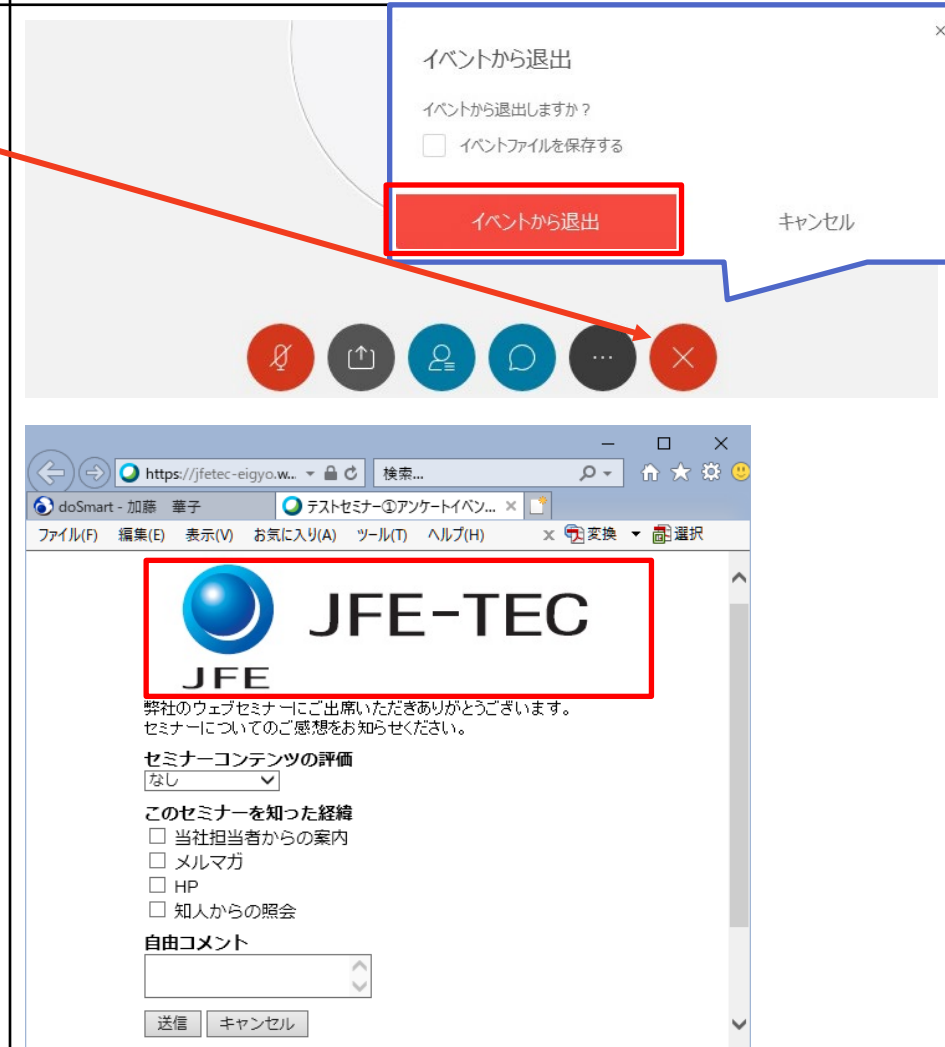 イベントから退出
イベントから退出しますか？
イベントファイルを保存する
イベントから退出 キャンセル
https://jfetec-eigyo.w... 検索...
doSmart - 加藤 華子 テストセミナー①アンケートイベン...
ファイル(F) 編集(E) 表示(V) お気に入り(A) ツール(T) ヘルプ(H) x 変換 選択
JFE-TEC
JFE
弊社のウェブセミナーにご出席いただきありがとうございます。
セミナーについてのご感想をお知らせください。
セミナーコンテンツの評価
なし
このセミナーを知った経緯
当社担当者からの案内
メルマガ
HP
知人からの照会
自由コメント
送信 キャンセル